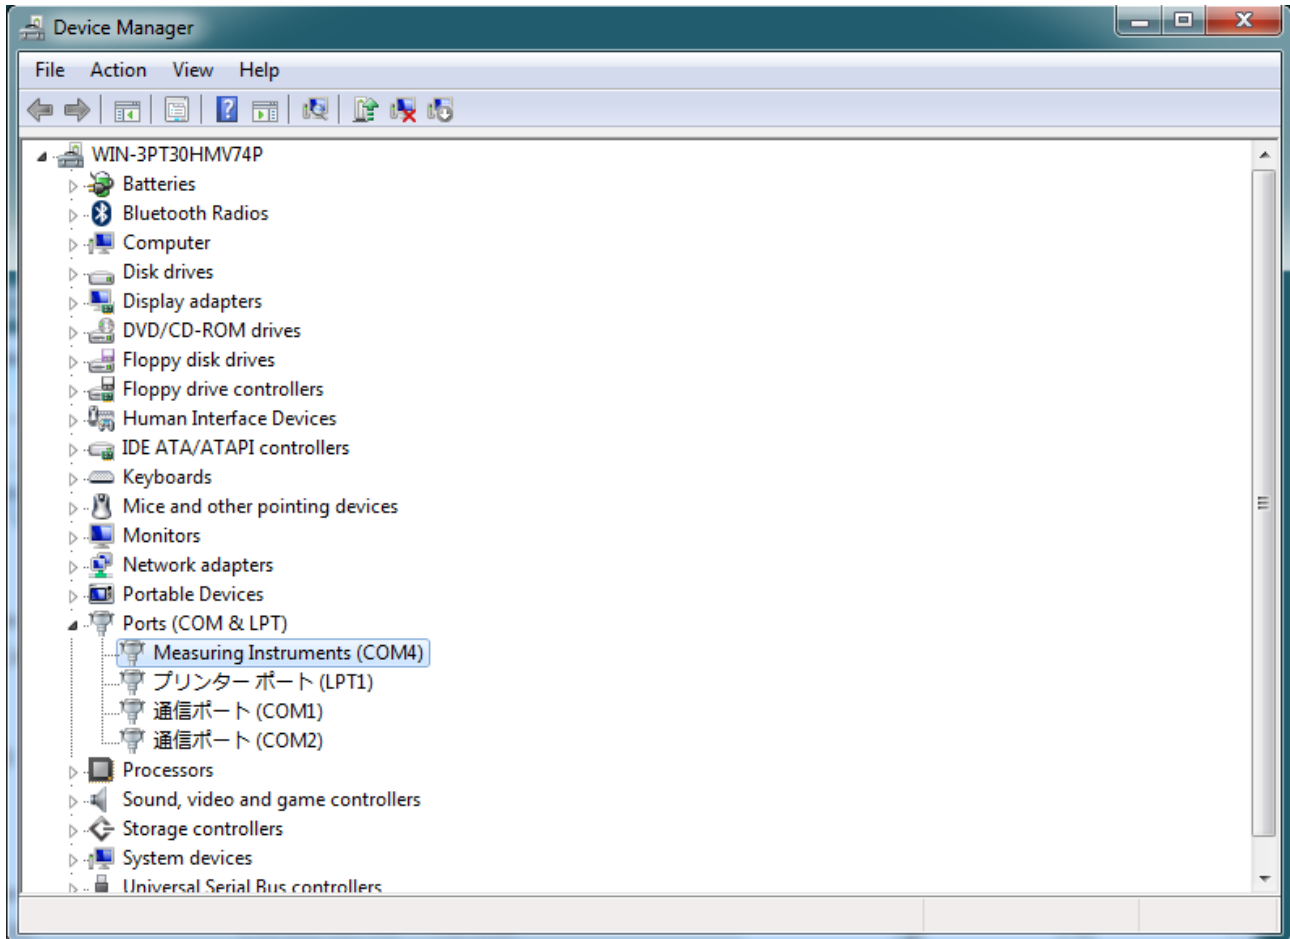 Device Manager
File Action View Help
WIN-3PT30HMV74P
Batteries
Bluetooth Radios
Computer
Disk drives
Display adapters
DVD/CD-ROM drives
Floppy disk drives
Floppy drive controllers
Human Interface Devices
IDE ATA/ATAPI controllers
Keyboards
Mice and other pointing devices
Monitors
Network adapters
Portable Devices
Ports (COM & LPT)
Measuring Instruments (COM4)
プリンター ポート (LPT1)
通信ポート (COM1)
通信ポート (COM2)
Processors
Sound, video and game controllers
Storage controllers
System devices
Universal Serial Bus controllers